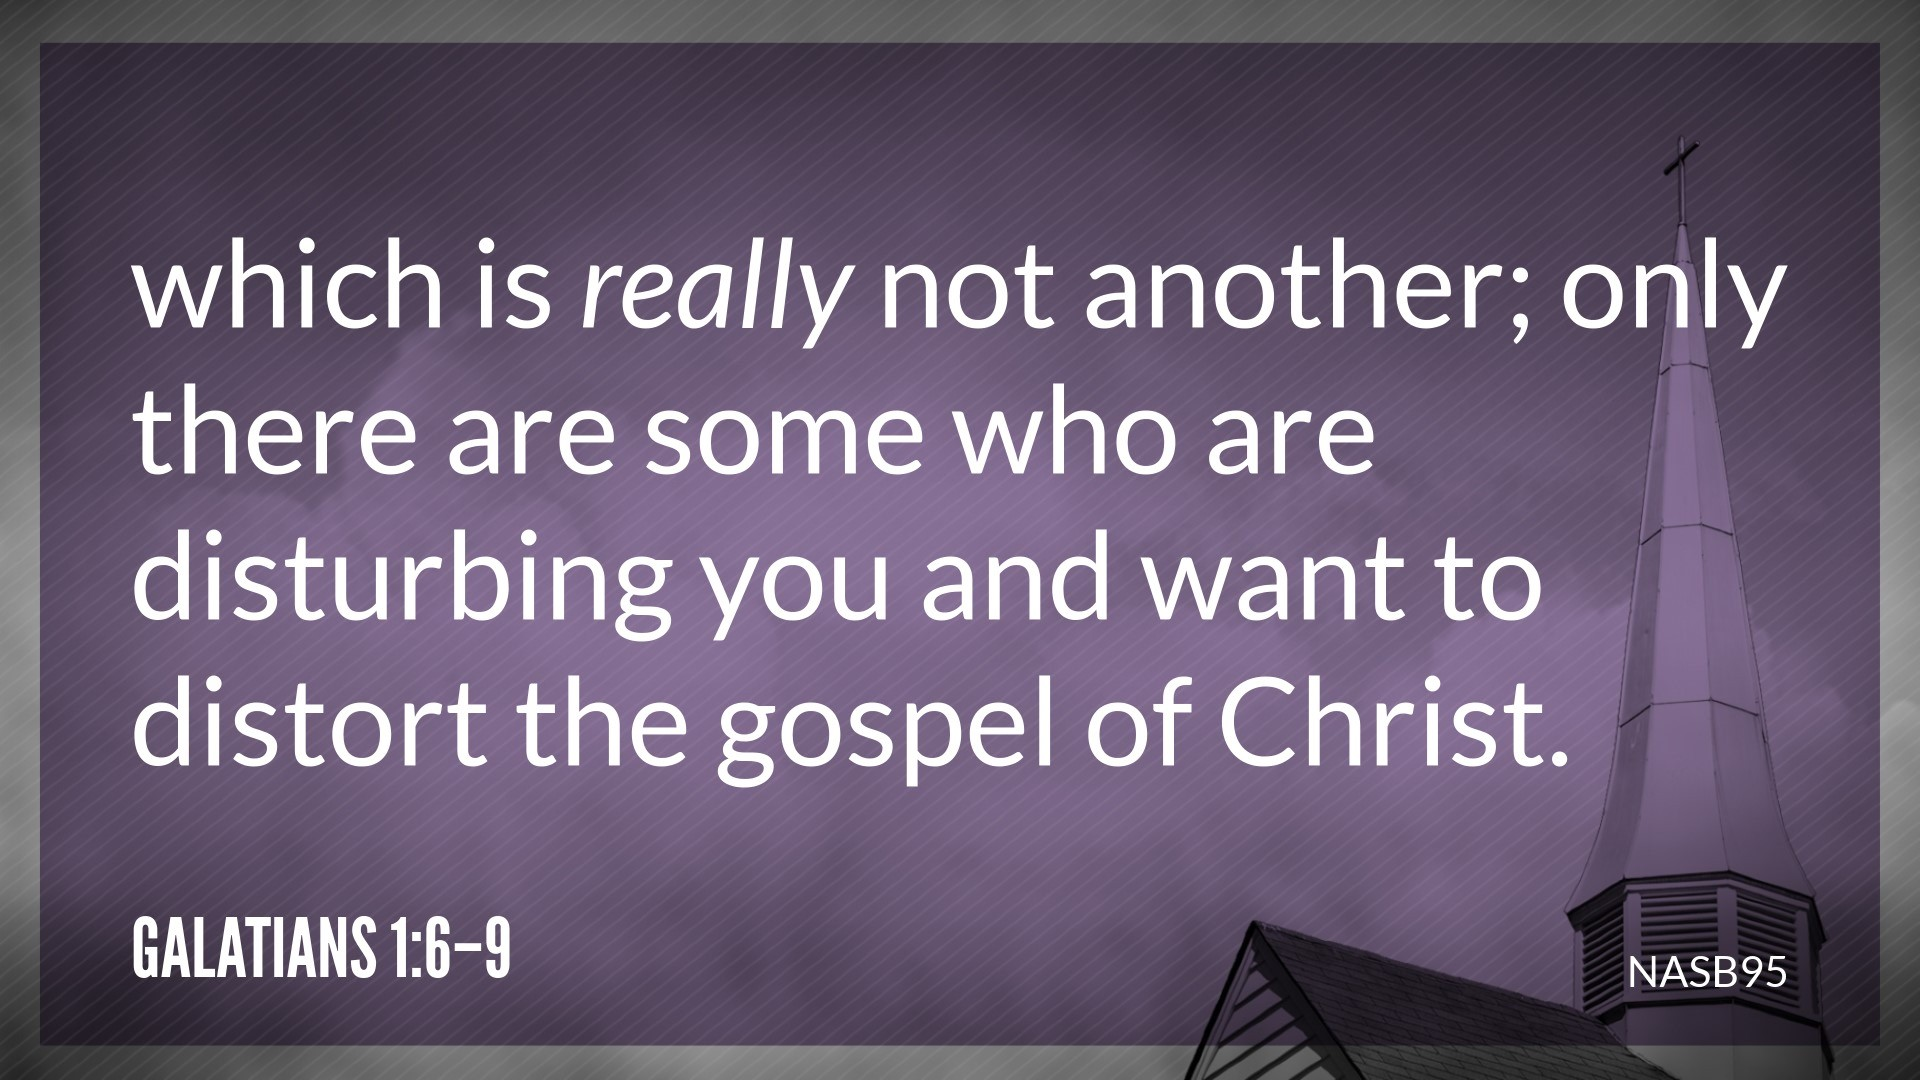 which is really not another; only
there are some who are
disturbing you and want to
distort the gospel of Christ.
GALATIANS 1:6–9
NASB95